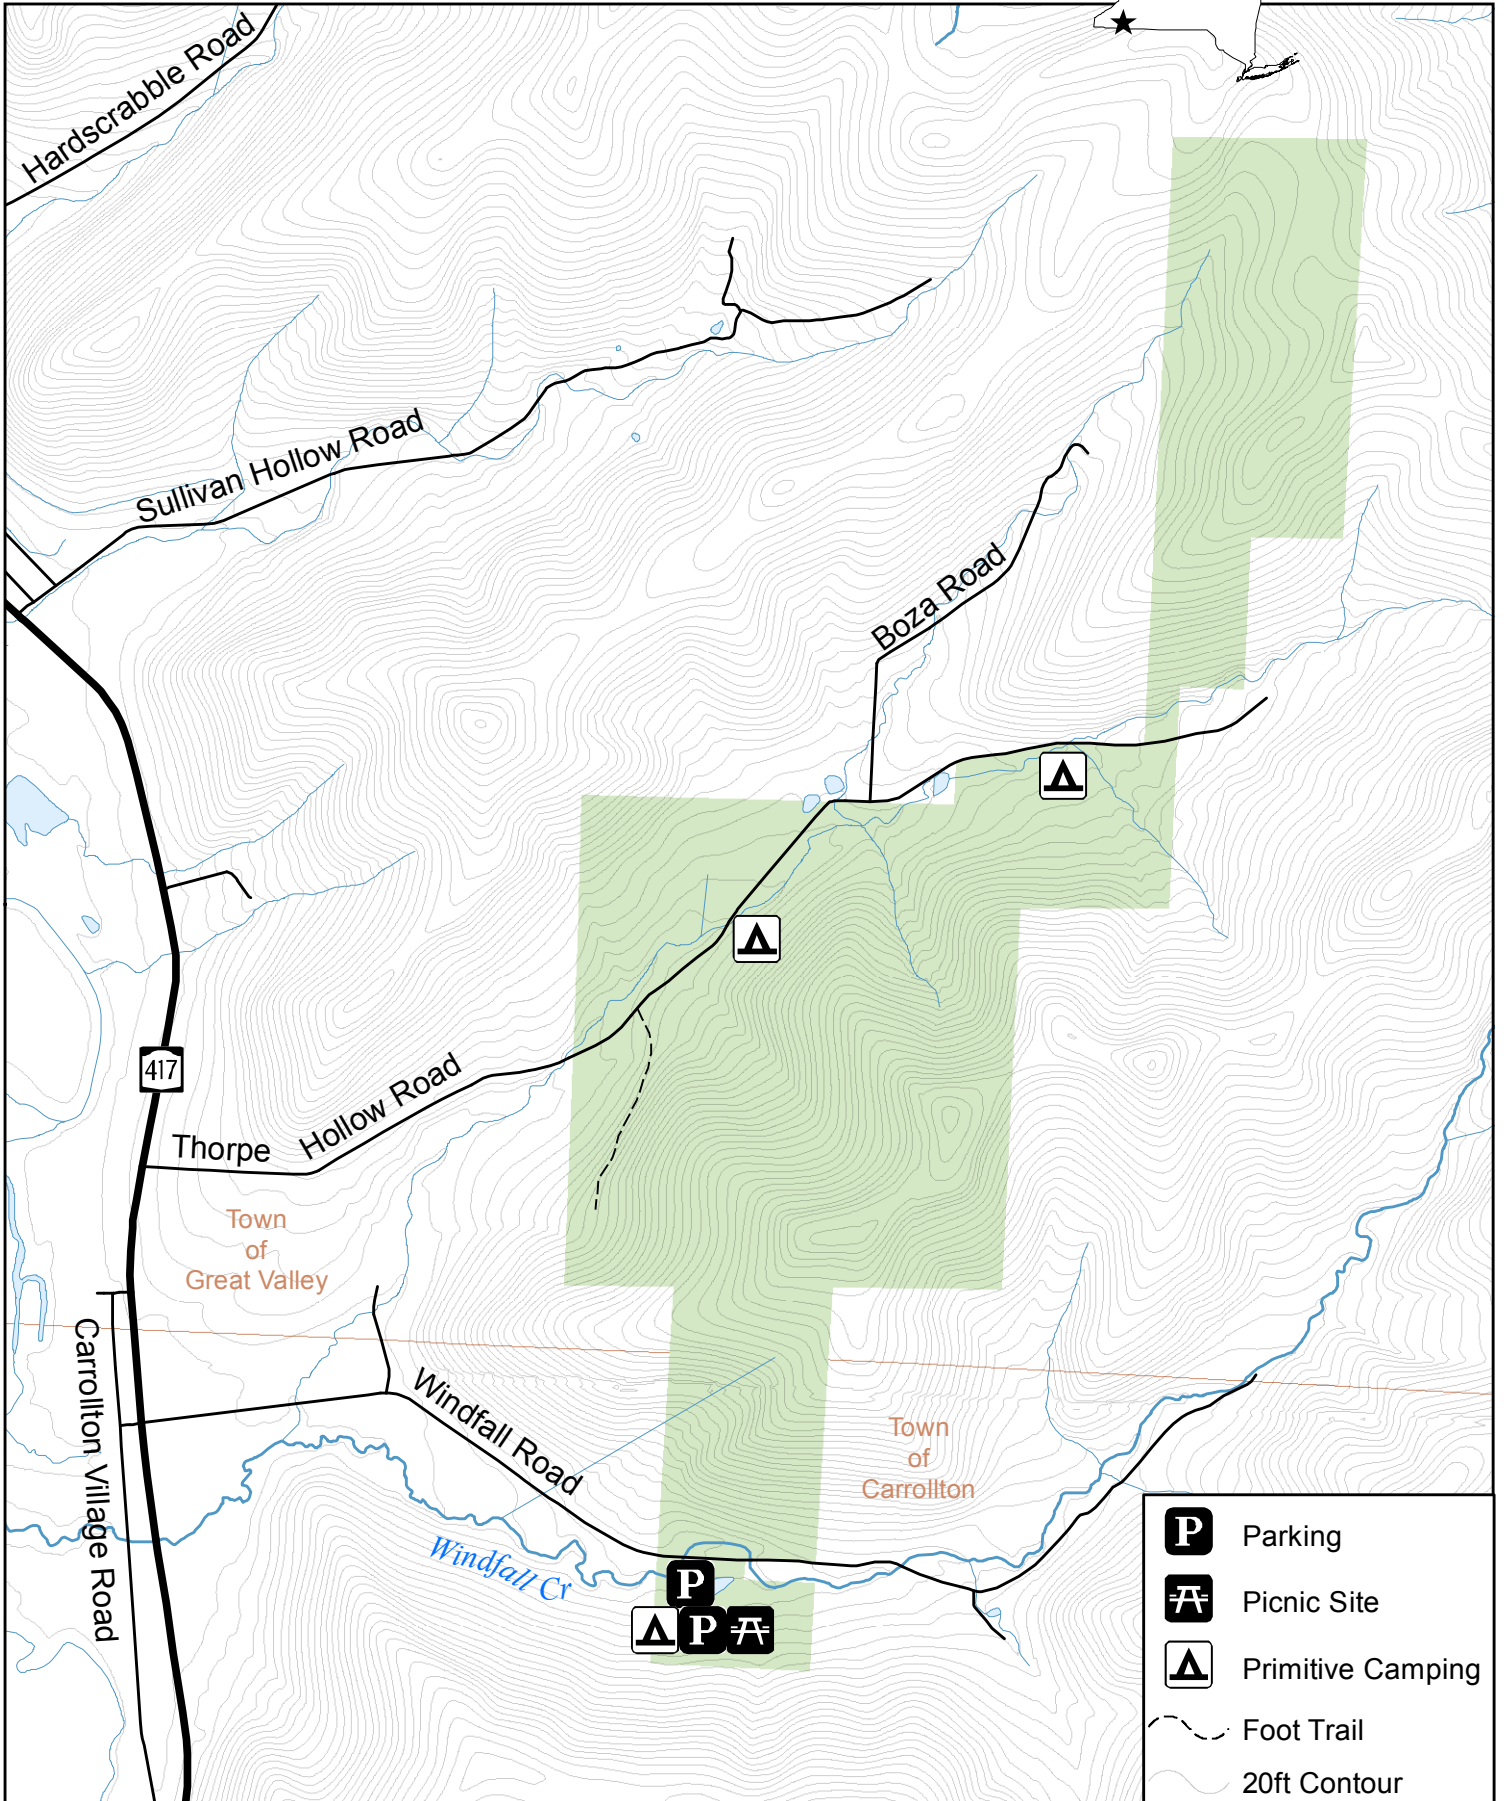 Hardscrabble Road
Sullivan Hollow Road
Boza Road
417
Thorpe Hollow Road
Town
of
Great Valley
Carrollton Village Road
Windfall Road
Town
of
Carrollton
Windfall Cr
P
P
P Parking
Picnic Site
Primitive Camping
Foot Trail
20ft Contour